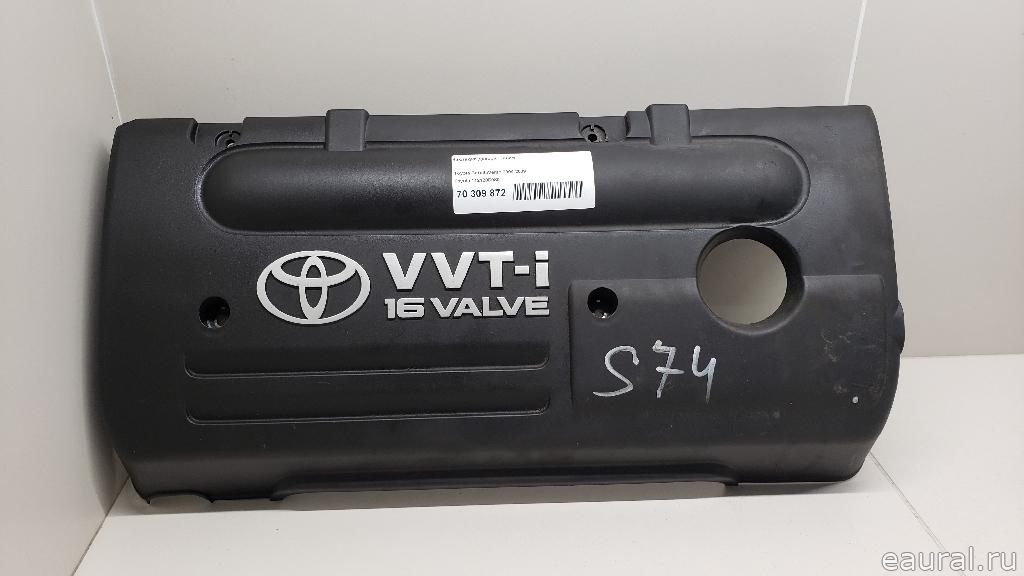 70 309 872
VVT-i
16 VALVE
S74
eaural.ru